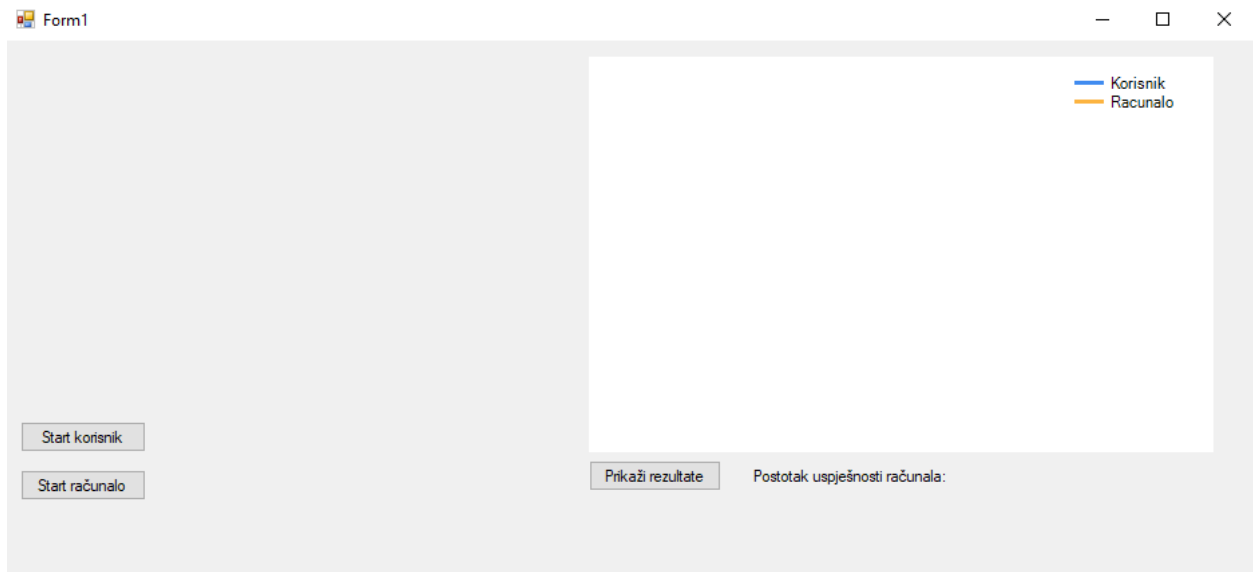 Form1
Korisnik
Racunalo
Start korisnik
Start računalo
Prikaži rezultate
Postotak uspješnosti računala: